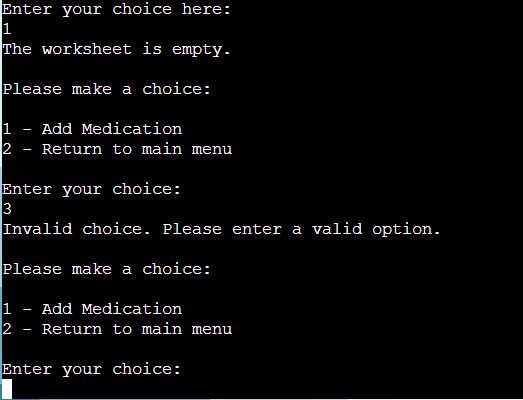 Enter your choice here:
1
The worksheet is empty.
Please make a choice:
1 - Add Medication
2 - Return to main menu
Enter your choice:
3
Invalid choice. Please enter a valid option.
Please make a choice:
1 - Add Medication
2 - Return to main menu
Enter your choice: